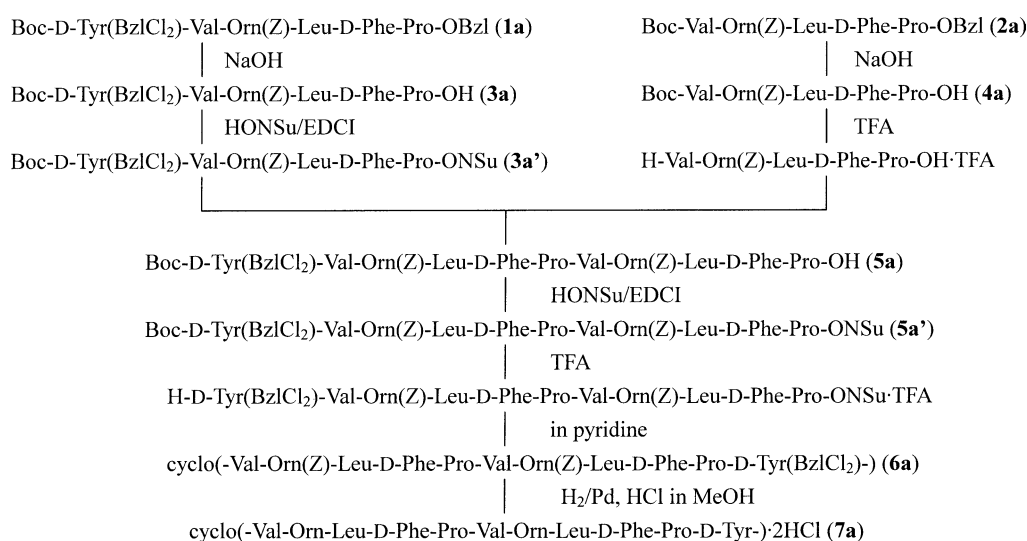 Boc-D-Tyr(BzlCl₂)-Val-Orn(Z)-Leu-D-Phe-Pro-OBzl (1a)
NaOH
Boc-D-Tyr(BzlCl₂)-Val-Orn(Z)-Leu-D-Phe-Pro-OH (3a)
HONSu/EDCI
Boc-D-Tyr(BzlCl₂)-Val-Orn(Z)-Leu-D-Phe-Pro-ONSu (3a’)
Boc-Val-Orn(Z)-Leu-D-Phe-Pro-OBzl (2a)
NaOH
Boc-Val-Orn(Z)-Leu-D-Phe-Pro-OH (4a)
TFA
H-Val-Orn(Z)-Leu-D-Phe-Pro-OH·TFA
Boc-D-Tyr(BzlCl₂)-Val-Orn(Z)-Leu-D-Phe-Pro-Val-Orn(Z)-Leu-D-Phe-Pro-OH (5a)
HONSu/EDCI
Boc-D-Tyr(BzlCl₂)-Val-Orn(Z)-Leu-D-Phe-Pro-Val-Orn(Z)-Leu-D-Phe-Pro-ONSu (5a’)
TFA
H-D-Tyr(BzlCl₂)-Val-Orn(Z)-Leu-D-Phe-Pro-Val-Orn(Z)-Leu-D-Phe-Pro-ONSu·TFA
in pyridine
cyclo(-Val-Orn(Z)-Leu-D-Phe-Pro-Val-Orn(Z)-Leu-D-Phe-Pro-D-Tyr(BzlCl₂)-) (6a)
H₂/Pd, HCl in MeOH
cyclo(-Val-Orn-Leu-D-Phe-Pro-Val-Orn-Leu-D-Phe-Pro-D-Tyr-)·2HCl (7a)